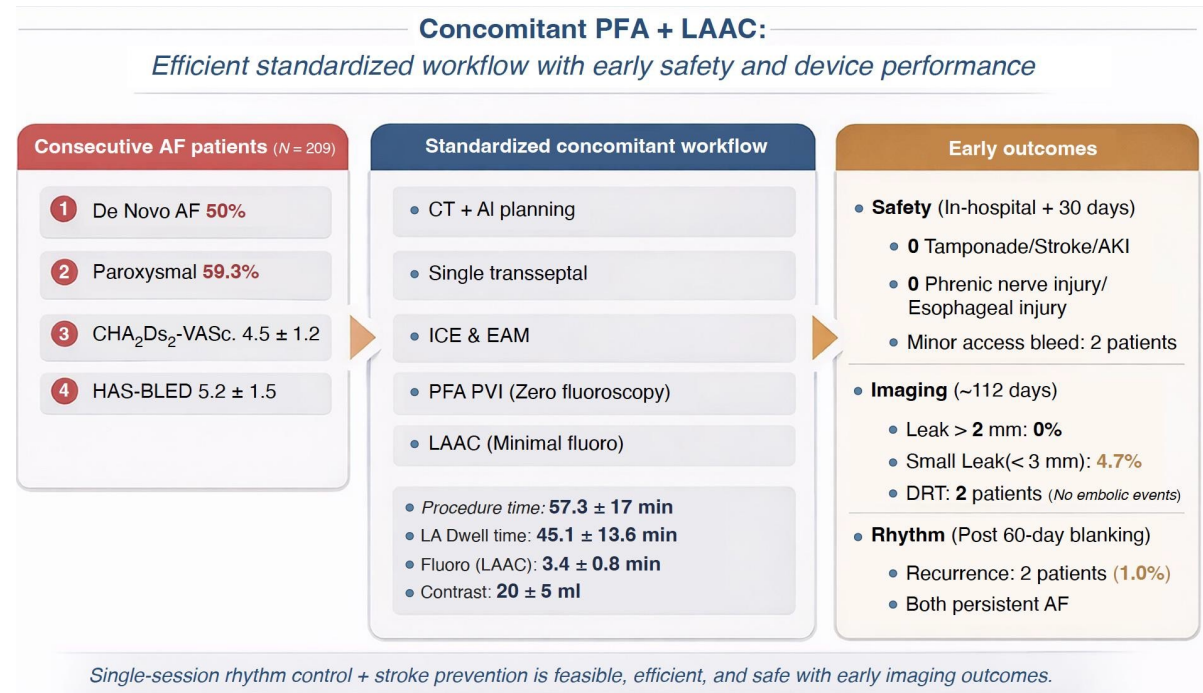 Concomitant PFA + LAAC:
Efficient standardized workflow with early safety and device performance
Consecutive AF patients (N = 209)
1 De Novo AF 50%
2 Paroxysmal 59.3%
3 CHA₂Ds₂-VASc. 4.5 ± 1.2
4 HAS-BLED 5.2 ± 1.5
Standardized concomitant workflow
• CT + AI planning
• Single transseptal
• ICE & EAM
• PFA PVI (Zero fluoroscopy)
• LAAC (Minimal fluoro)
• Procedure time: 57.3 ± 17 min
• LA Dwell time: 45.1 ± 13.6 min
• Fluoro (LAAC): 3.4 ± 0.8 min
• Contrast: 20 ± 5 ml
Early outcomes
• Safety (In-hospital + 30 days)
• 0 Tamponade/Stroke/AKI
• 0 Phrenic nerve injury/
Esophageal injury
• Minor access bleed: 2 patients
• Imaging (~112 days)
• Leak > 2 mm: 0%
• Small Leak(< 3 mm): 4.7%
• DRT: 2 patients (No embolic events)
• Rhythm (Post 60-day blanking)
• Recurrence: 2 patients (1.0%)
• Both persistent AF
Single-session rhythm control + stroke prevention is feasible, efficient, and safe with early imaging outcomes.